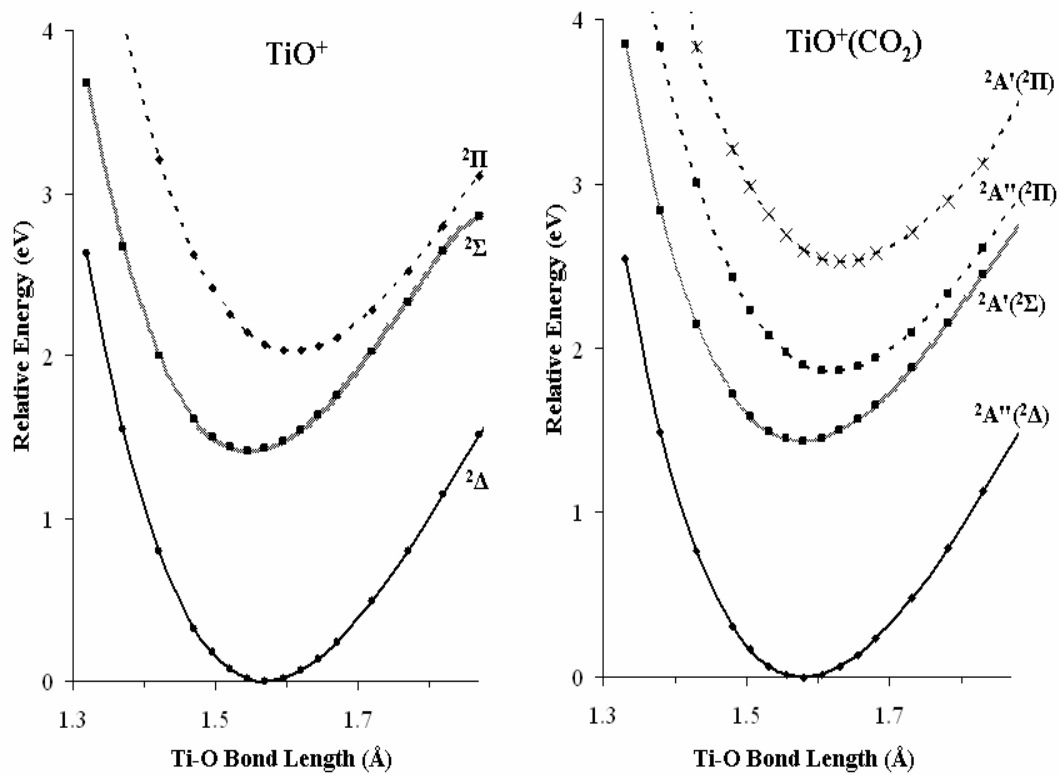 TiO⁺
4
3
2
1
0
1.3 1.5 1.7
Relative Energy (eV)
Ti-O Bond Length (Å)
²Π
²Σ
²Δ
TiO⁺(CO₂)
4
3
2
1
0
1.3 1.5 1.7
Relative Energy (eV)
Ti-O Bond Length (Å)
²A'(²Π)
²A''(²Π)
²A'(²Σ)
²A''(²Δ)